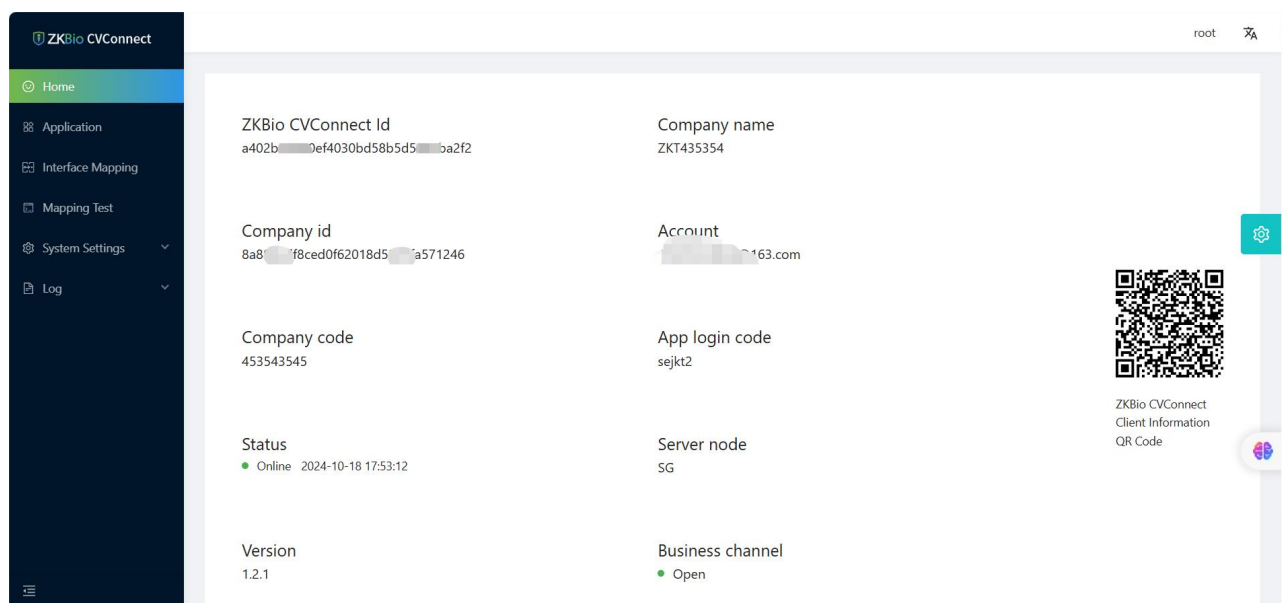 ZKBio CVConnect
root
Home
Application
Interface Mapping
Mapping Test
System Settings
Log
ZKBio CVConnect Id
Company name
ZKT435354
Company id
Account
163.com
Company code
453543545
App login code
sejkt2
Status
Online 2024-10-18 17:53:12
Server node
SG
Version
1.2.1
Business channel
Open
ZKBio CVConnect
Client Information
QR Code